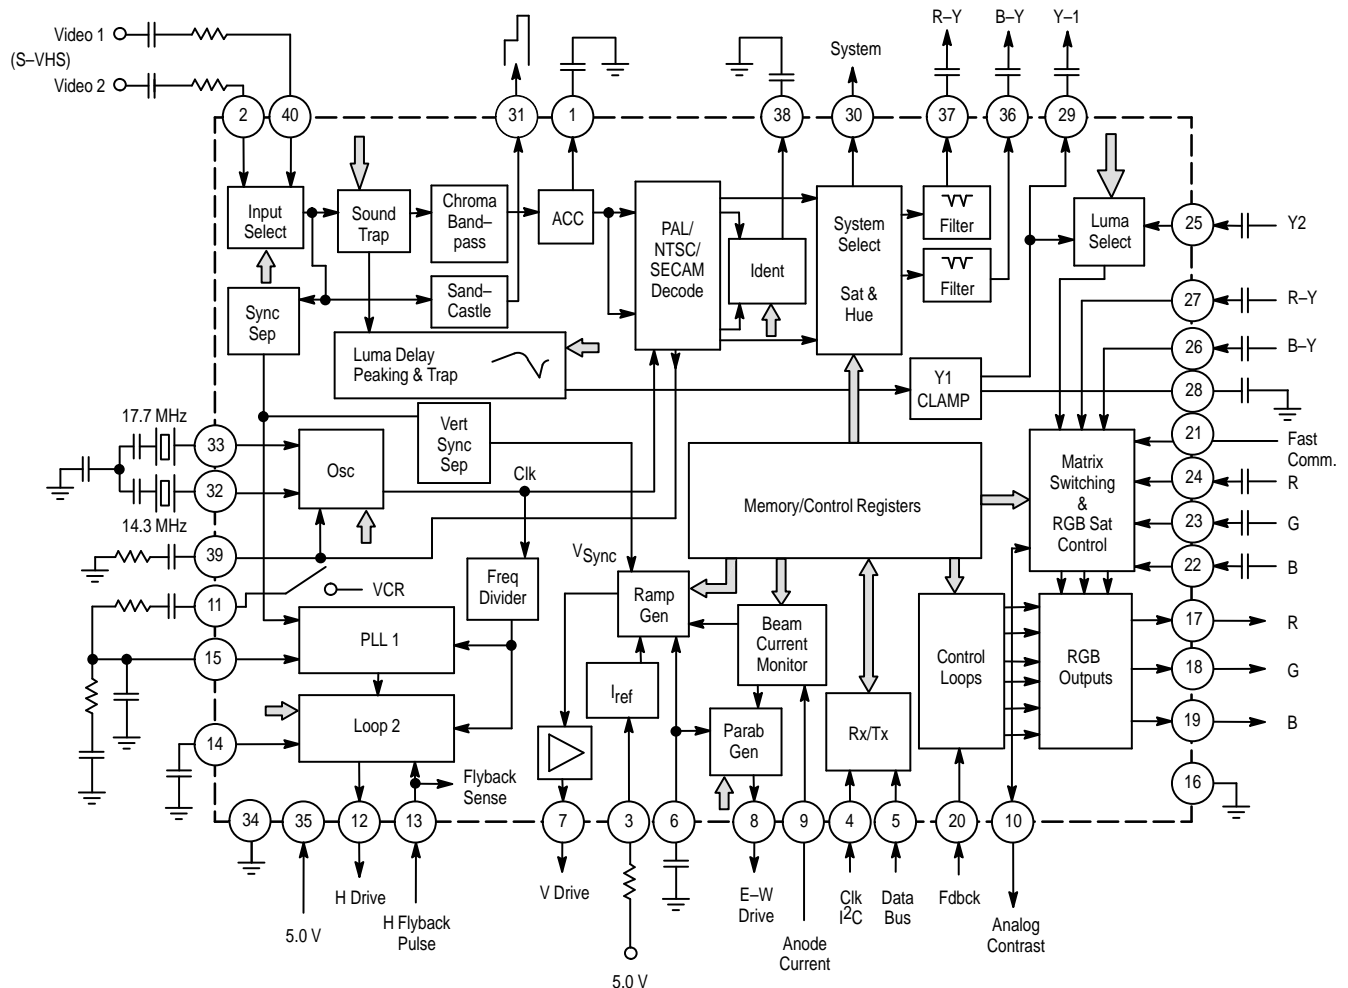 R–Y
B–Y
Y–1
Video 1
(S–VHS)
Video 2
System
2
40
31
1
38
30
37
36
29
Input
Select
Sound
Trap
Chroma
Band–
pass
ACC
PAL/
NTSC/
SECAM
Decode
Ident
System
Select
Sat &
Hue
Filter
Filter
Luma
Select
25
Y2
27
R–Y
26
B–Y
28
Sync
Sep
Sand–
Castle
Luma Delay
Peaking & Trap
Y1
CLAMP
17.7 MHz
33
32
14.3 MHz
Osc
Vert
Sync
Sep
Clk
Memory/Control Registers
Matrix
Switching
&
RGB Sat
Control
21
Fast
Comm.
24
R
23
G
22
B
39
11
VCR
15
PLL 1
Freq
Divider
VSync
Ramp
Gen
Beam
Current
Monitor
Control
Loops
RGB
Outputs
17
R
18
G
19
B
14
Loop 2
Iref
Parab
Gen
Rx/Tx
Flyback
Sense
16
34
35
12
13
7
3
6
8
9
4
5
20
10
5.0 V
H Drive
H Flyback
Pulse
V Drive
5.0 V
E–W
Drive
Anode
Current
Clk
I2C
Data
Bus
Fdbck
Analog
Contrast